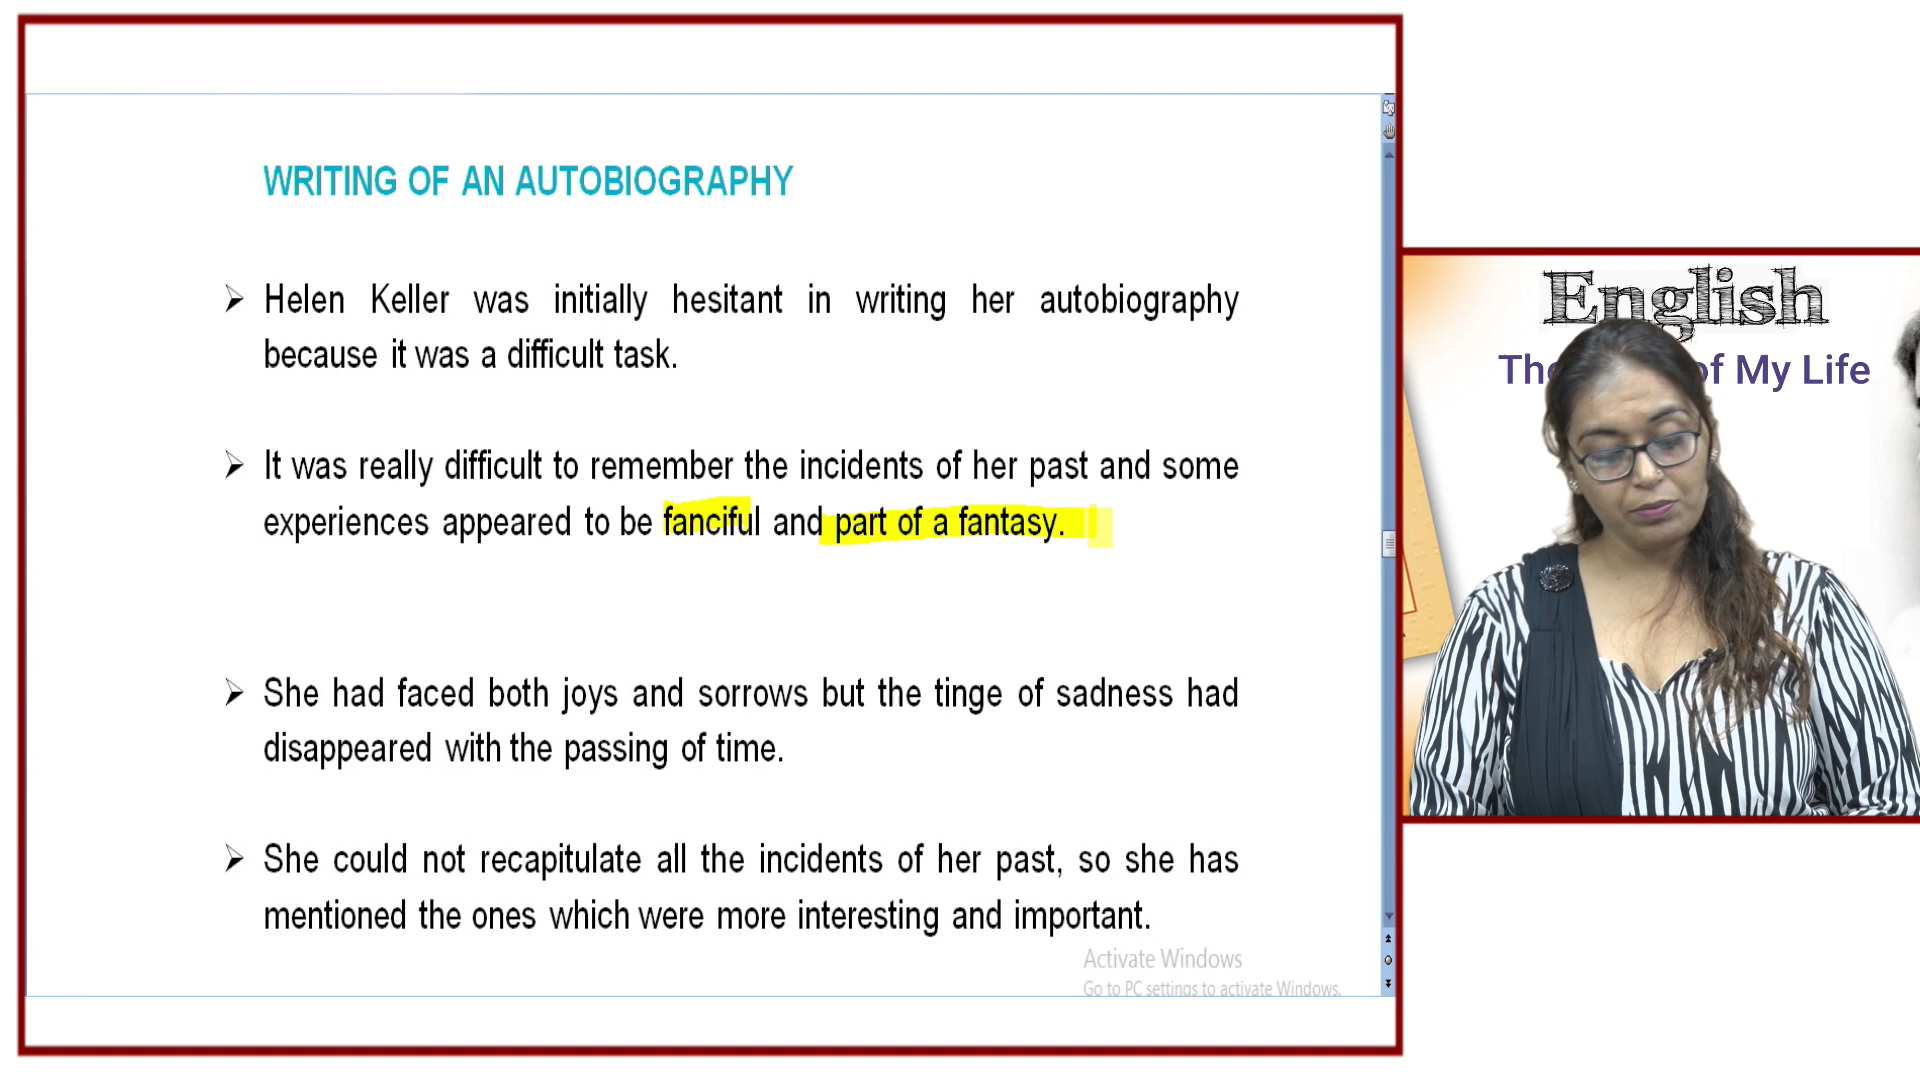 WRITING OF AN AUTOBIOGRAPHY
➢ Helen Keller was initially hesitant in writing her autobiography
because it was a difficult task.
➢ It was really difficult to remember the incidents of her past and some
experiences appeared to be fanciful and part of a fantasy.
➢ She had faced both joys and sorrows but the tinge of sadness had
disappeared with the passing of time.
➢ She could not recapitulate all the incidents of her past, so she has
mentioned the ones which were more interesting and important.
Activate Windows
Go to PC settings to activate Windows.
English
of My Life